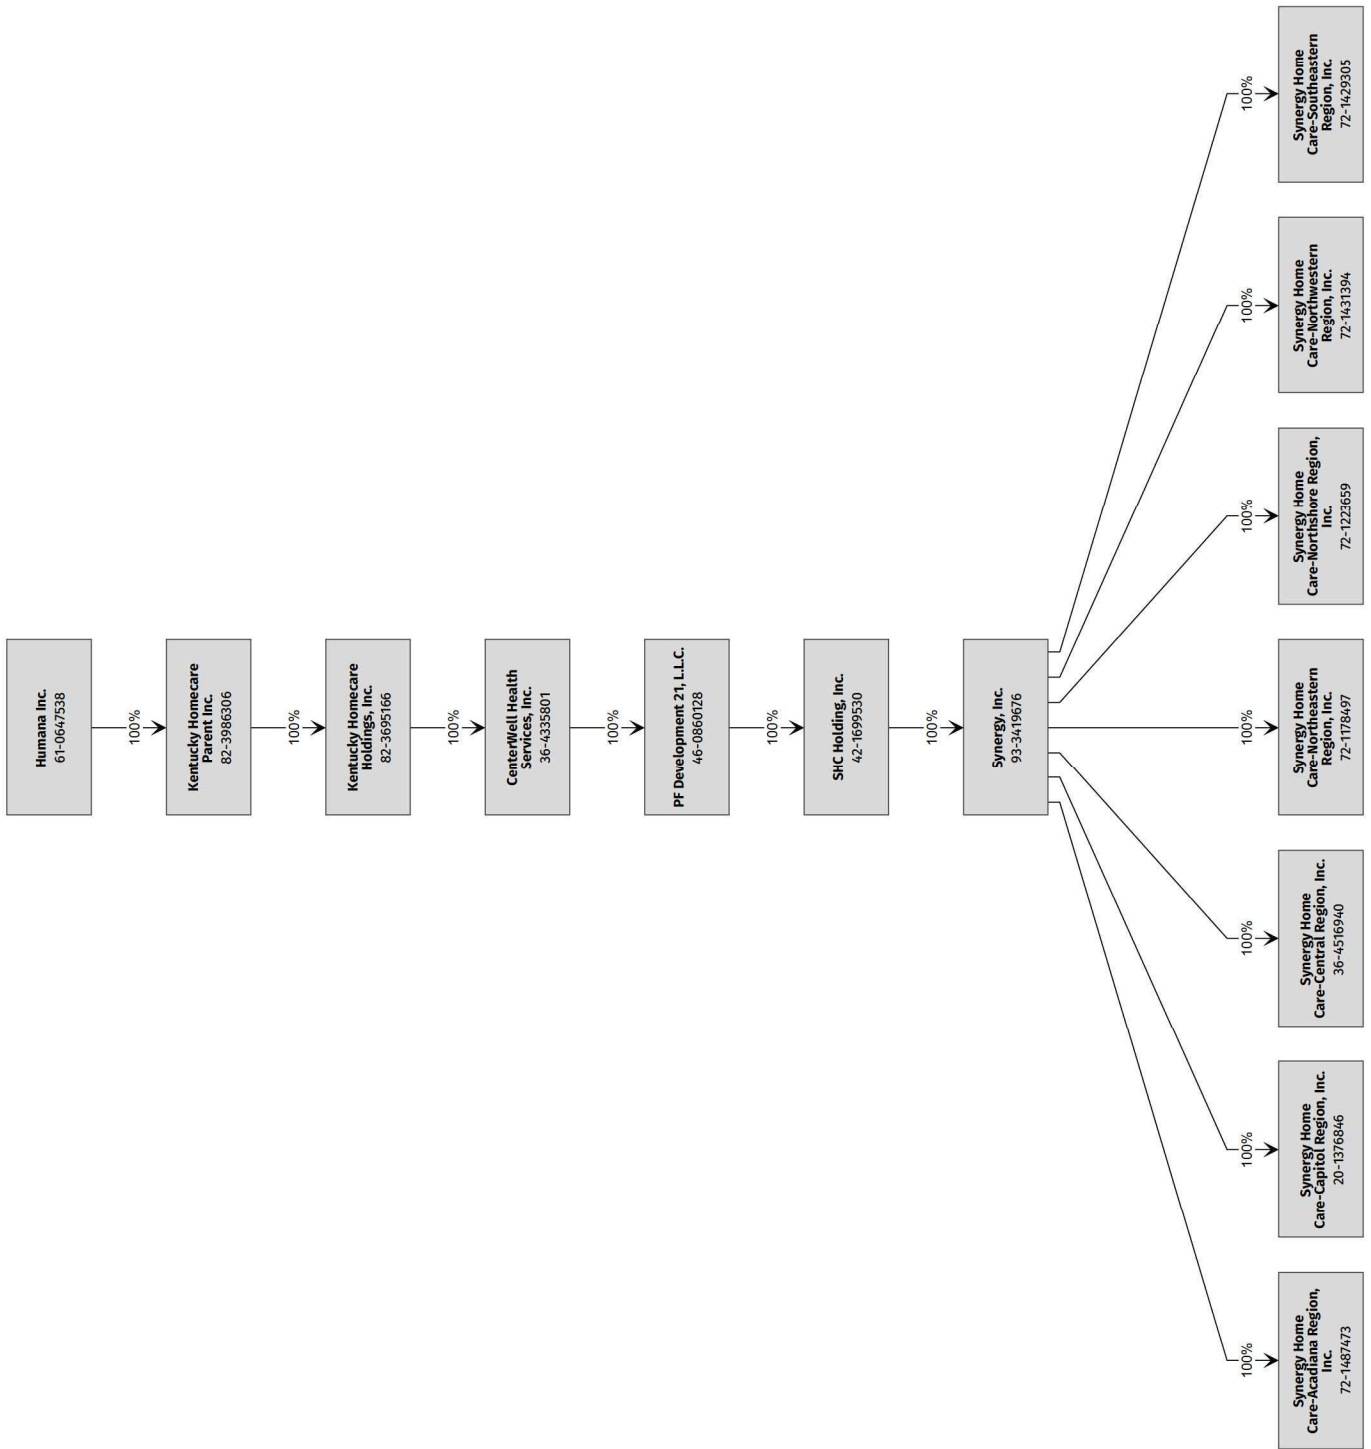 Humana Inc.
61-0647538
100%
Kentucky Homecare
Parent Inc.
82-3986306
100%
Kentucky Homecare
Holdings, Inc.
82-3695166
100%
CenterWell Health
Services, Inc.
36-4335801
100%
PF Development 21, L.L.C.
46-0860128
100%
SHC Holding, Inc.
42-1699530
100%
Synergy, Inc.
93-3419676
100%
100%
100%
100%
100%
100%
100%
Synergy Home
Care-Acadiana Region,
Inc.
72-1487473
Synergy Home
Care-Capitol Region, Inc.
20-1376846
Synergy Home
Care-Central Region, Inc.
36-4516940
Synergy Home
Care-Northeastern
Region, Inc.
72-1178497
Synergy Home
Care-Northshore Region,
Inc.
72-1223659
Synergy Home
Care-Northwestern
Region, Inc.
72-1431394
Synergy Home
Care-Southeastern
Region, Inc.
72-1429305